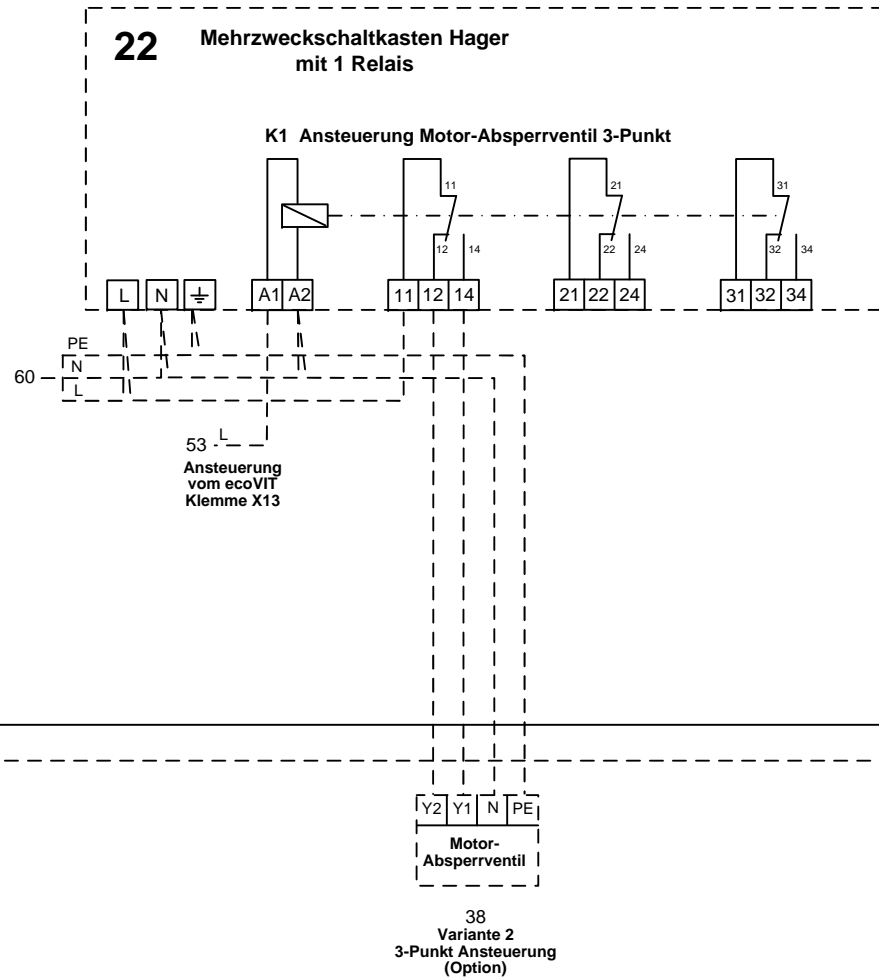 22 Mehrzweckschaltkasten Hager
mit 1 Relais
K1 Ansteuerung Motor-Absperrventil 3-Punkt
11 21 31
12 14 22 24 32 34
L N A1 A2 11 12 14 21 22 24 31 32 34
PE
N
60
L
L
53
Ansteuerung
vom ecoVIT
Klemme X13
Y2 Y1 N PE
Motor-
Absperrventil
38
Variante 2
3-Punkt Ansteuerung
(Option)